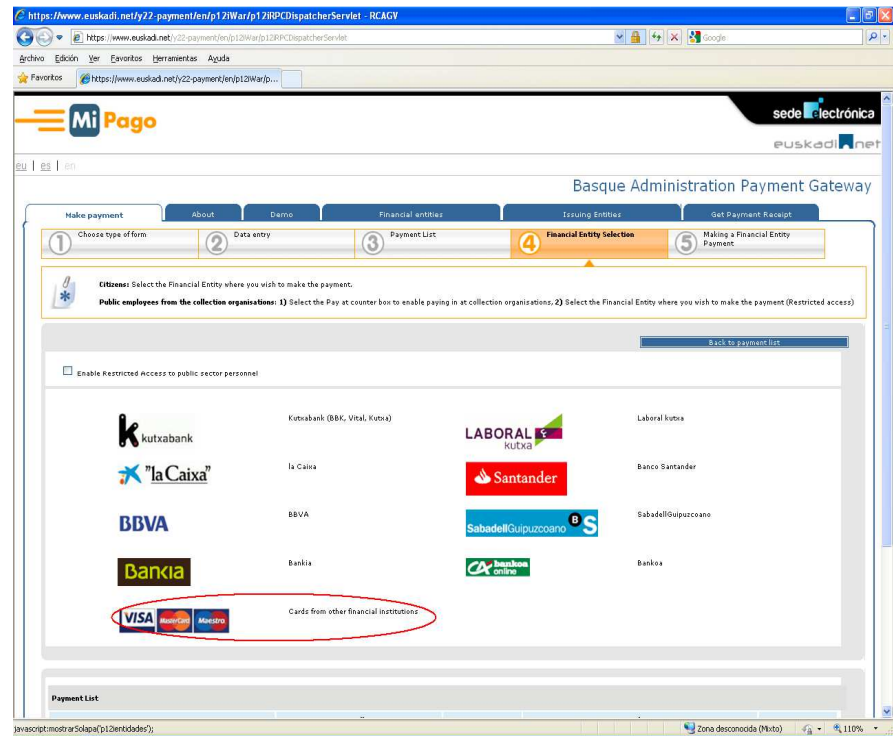 https://www.euskadi.net/y22-payment/en/p12iWar/p12iRPCDispatcherServlet - RCAGV
https://www.euskadi.net/y22-payment/en/p12iWar/p12iRPCDispatcherServlet
Google
Archivo Edición Ver Favoritos Herramientas Ayuda
Favoritos https://www.euskadi.net/y22-payment/en/p12iWar/p...
Mi Pago
sede electrónica
euskadi net
eu | es | en
Basque Administration Payment Gateway
Make payment About Demo Financial entities Issuing Entities Get Payment Receipt
1 Choose type of form 2 Data entry 3 Payment List 4 Financial Entity Selection 5 Making a Financial Entity
Payment
Citizens: Select the Financial Entity where you wish to make the payment.
Public employees from the collection organisations: 1) Select the Pay at counter box to enable paying in at collection organisations, 2) Select the Financial Entity where you wish to make the payment (Restricted access)
Back to payment list
Enable Restricted Access to public sector personnel
kutxabank Kutxabank (BBK, Vital, Kutxa) LABORAL kutxa Laboral kutxa
"la Caixa" la Caixa Santander Banco Santander
BBVA BBVA SabadellGuipuzcoano BS SabadellGuipuzcoano
Bankia Bankia CA bankoa online Bankoa
VISA MasterCard Maestro Cards from other financial institutions
Payment List
javascript:mostrarSolapa('p12ientidades'); Zona desconocida (Mixto) 110%